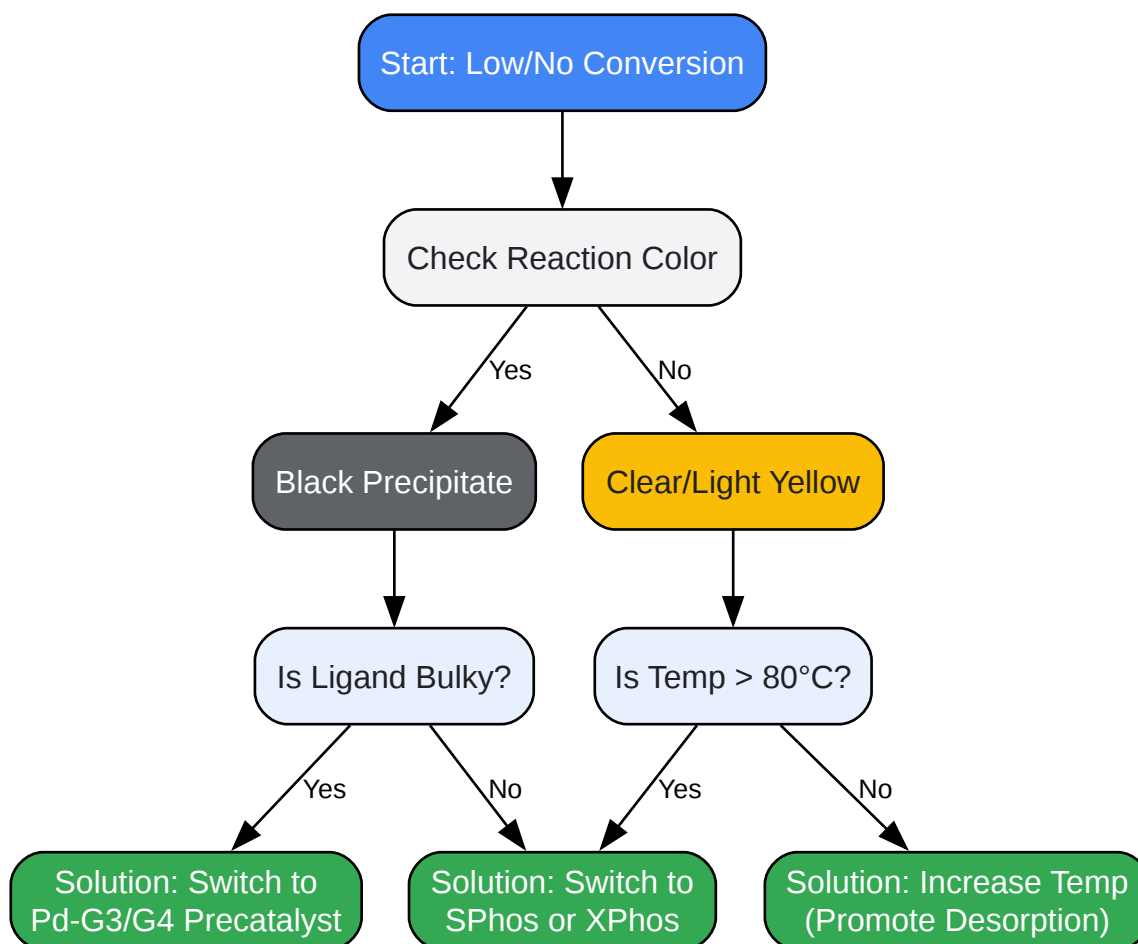 Start: Low/No Conversion
Check Reaction Color
Yes
No
Black Precipitate
Clear/Light Yellow
Is Ligand Bulky?
Is Temp > 80°C?
Yes
No
Yes
No
Solution: Switch to
Pd-G3/G4 Precatalyst
Solution: Switch to
SPhos or XPhos
Solution: Increase Temp
(Promote Desorption)